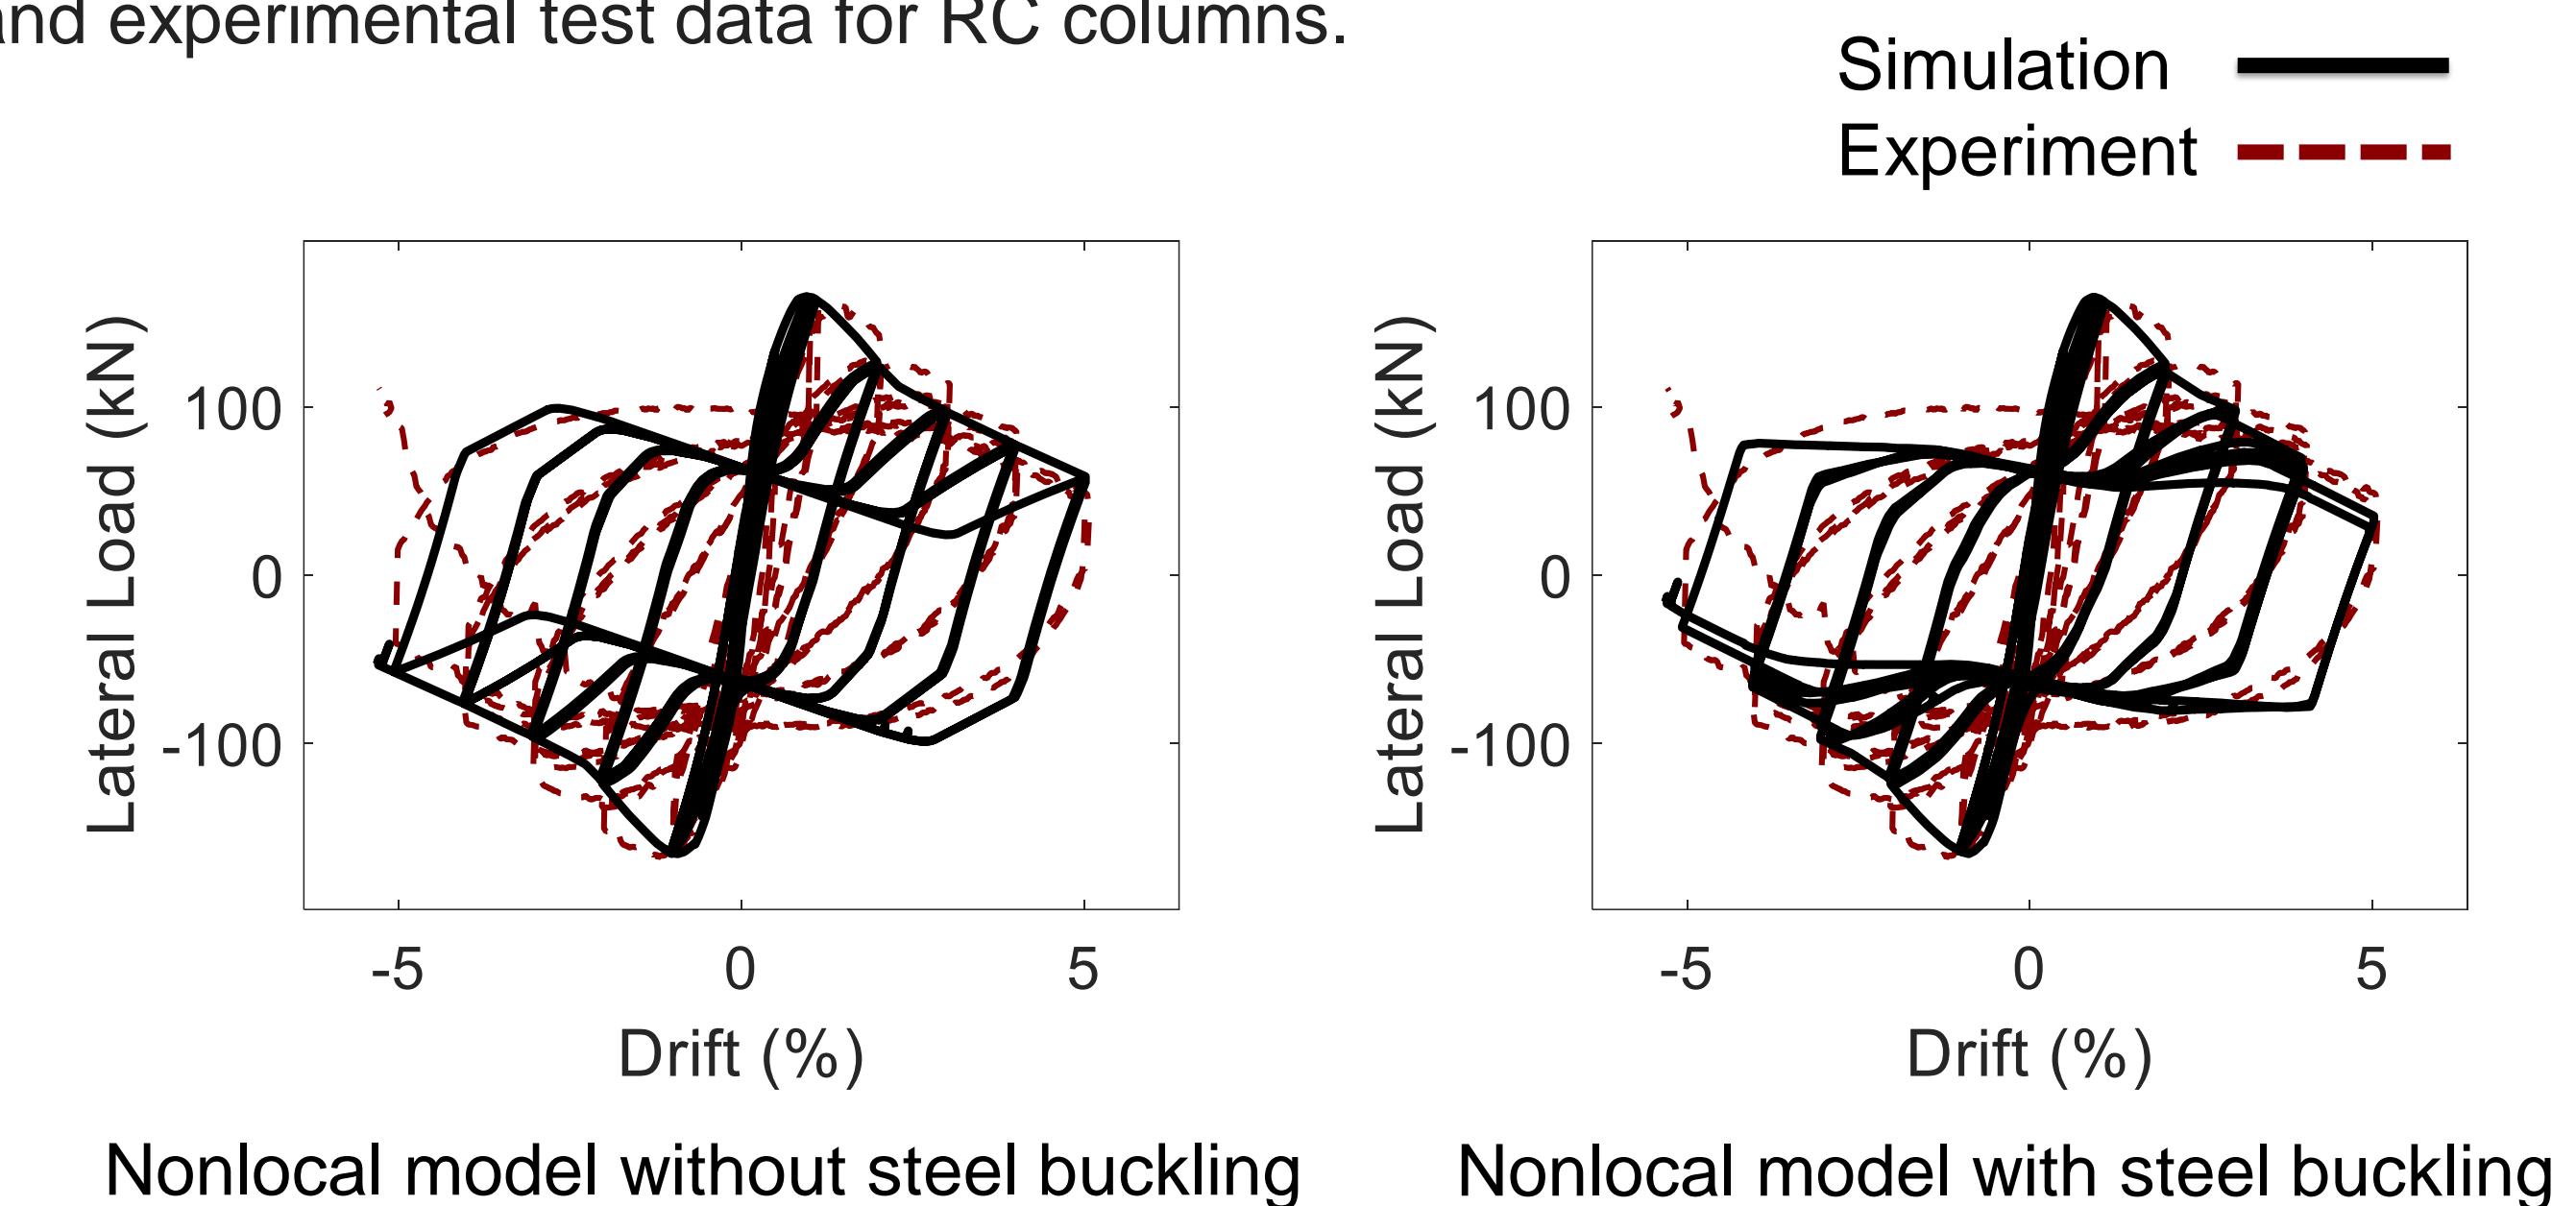 and experimental test data for RC columns.
Simulation
Experiment
Lateral Load (kN)
100
0
-100
-5 0 5
Drift (%)
Nonlocal model without steel buckling
Lateral Load (kN)
100
0
-100
-5 0 5
Drift (%)
Nonlocal model with steel buckling